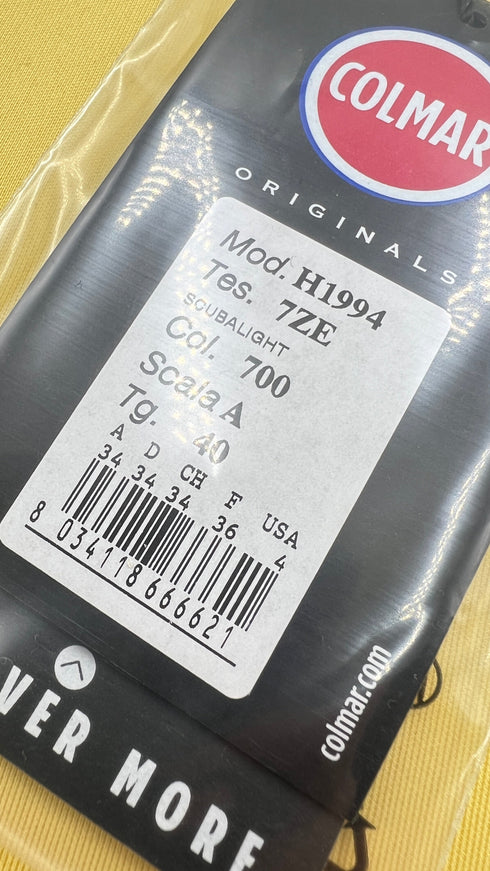 COLMAR
ORIGINALS
Mod. H1994
Tes. 7ZE
SCUBALIGHT
Col. 700
Scala A
Tg. 40
A D CH F USA
34 34 34 36 4
8 034118 666621
colmar.com
VER MORE